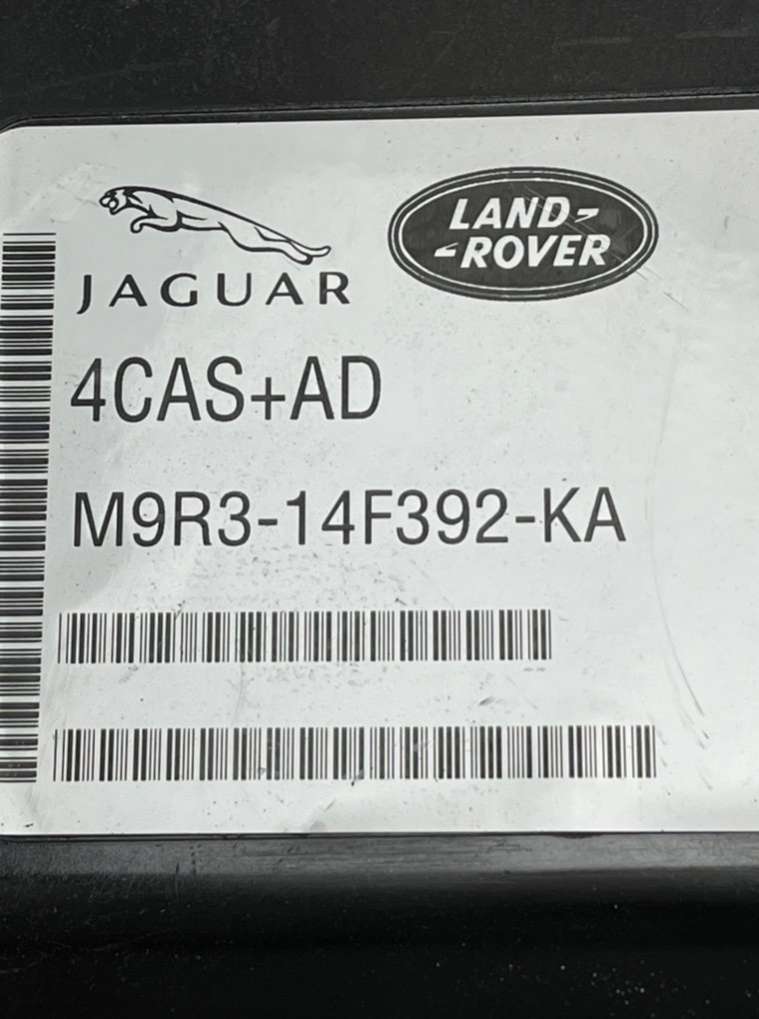 JAGUAR
LAND-
-ROVER
4CAS+AD
M9R3-14F392-KA